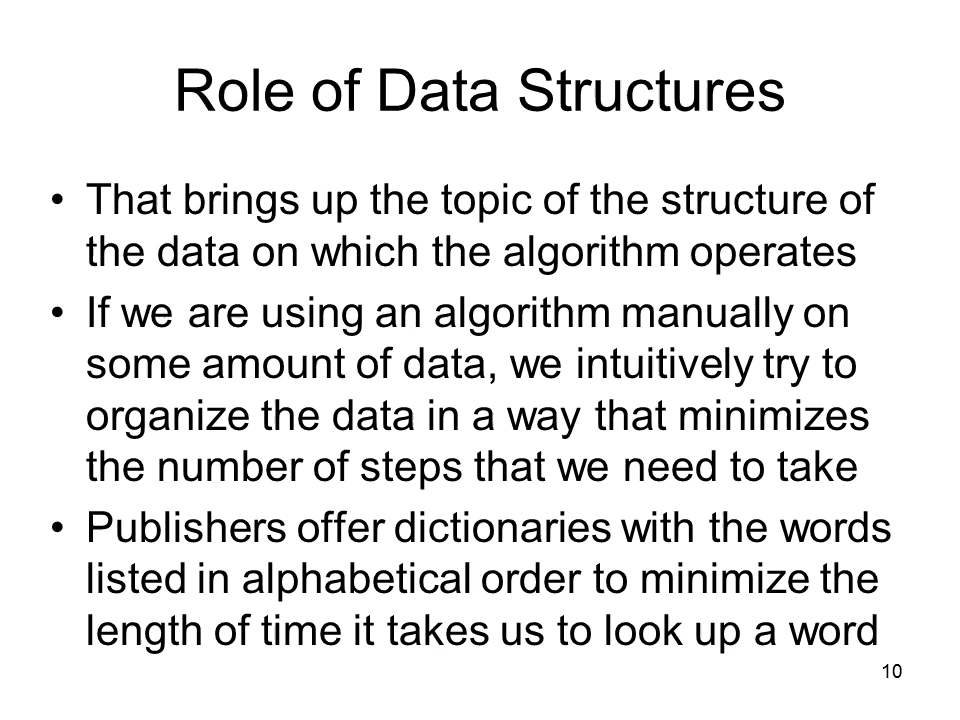 Role of Data Structures
• That brings up the topic of the structure of
the data on which the algorithm operates
• If we are using an algorithm manually on
some amount of data, we intuitively try to
organize the data in a way that minimizes
the number of steps that we need to take
• Publishers offer dictionaries with the words
listed in alphabetical order to minimize the
length of time it takes us to look up a word
10